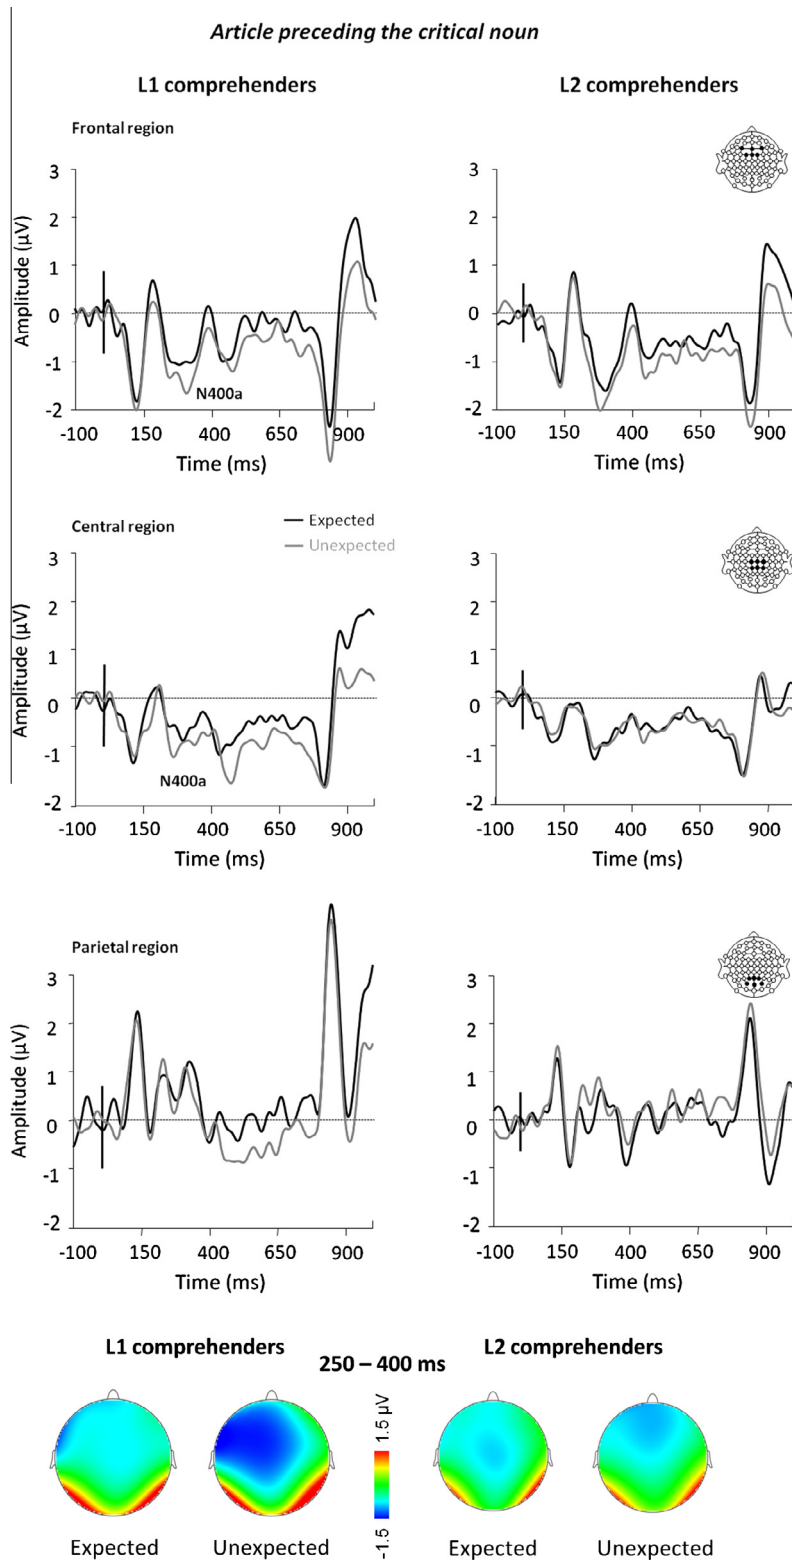 Article preceding the critical noun
L1 comprehenders
L2 comprehenders
Frontal region
Amplitude (µV)
3
2
1
0
-1
-2
N400a
-100 150 400 650 900
Time (ms)
3
2
1
0
-1
-2
-100 150 400 650 900
Time (ms)
Central region
Expected
Unexpected
Amplitude (µV)
3
2
1
0
-1
-2
N400a
-100 150 400 650 900
Time (ms)
3
2
1
0
-1
-2
-100 150 400 650 900
Time (ms)
Parietal region
Amplitude (µV)
3
2
1
0
-1
-2
-100 150 400 650 900
Time (ms)
3
2
1
0
-1
-2
-100 150 400 650 900
Time (ms)
L1 comprehenders
L2 comprehenders
250 – 400 ms
-1.5 1.5 µV
Expected
Unexpected
Expected
Unexpected